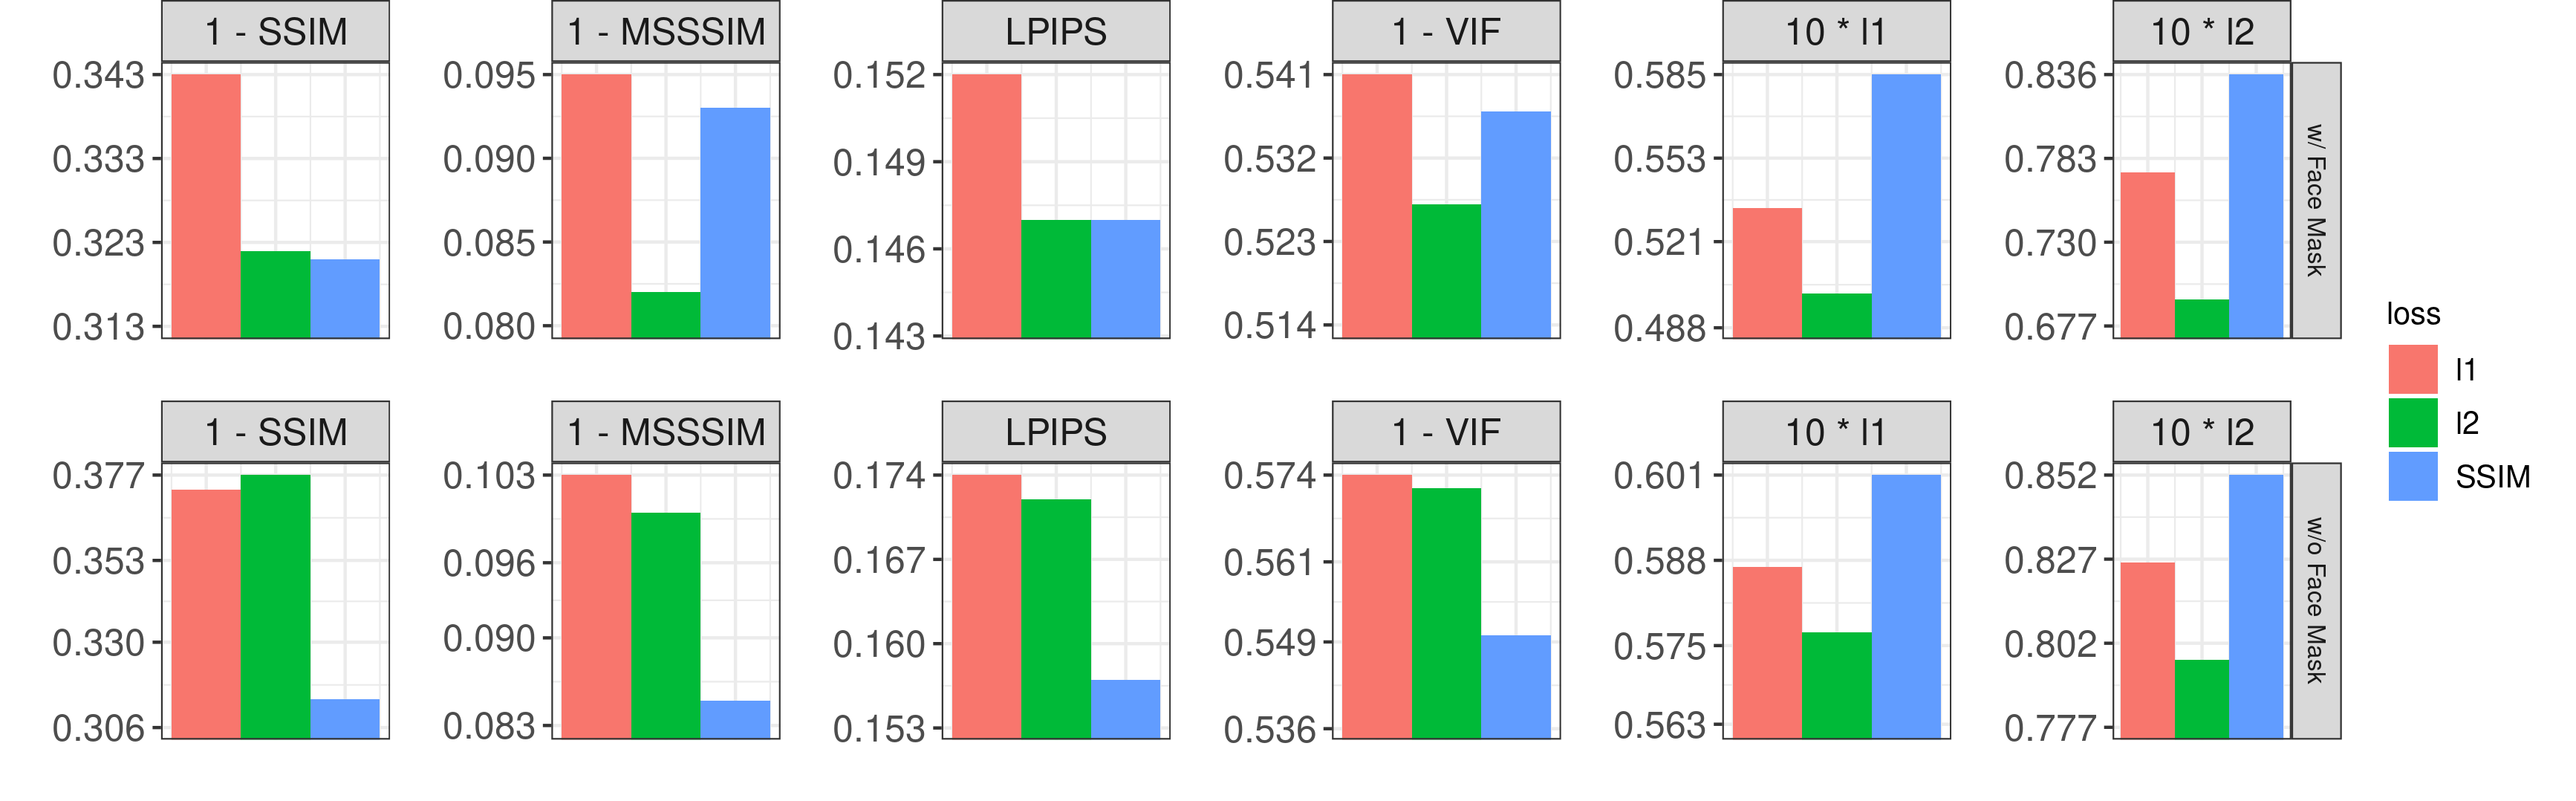 1 - SSIM
1 - MSSSIM
LPIPS
1 - VIF
10 * l1
10 * l2
0.343
0.333
0.323
0.313
0.095
0.090
0.085
0.080
0.152
0.149
0.146
0.143
0.541
0.532
0.523
0.514
0.585
0.553
0.521
0.488
0.836
0.783
0.730
0.677
w/ Face Mask
1 - SSIM
1 - MSSSIM
LPIPS
1 - VIF
10 * l1
10 * l2
0.377
0.353
0.330
0.306
0.103
0.096
0.090
0.083
0.174
0.167
0.160
0.153
0.574
0.561
0.549
0.536
0.601
0.588
0.575
0.563
0.852
0.827
0.802
0.777
w/o Face Mask
loss
l1
l2
SSIM